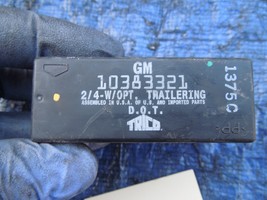 GM
10383321
2/4-W/OPT. TRAILERING
ASSEMBLED IN U.S.A. OF U.S. AND IMPORTED PARTS
D.O.T.
TRICO
1375C